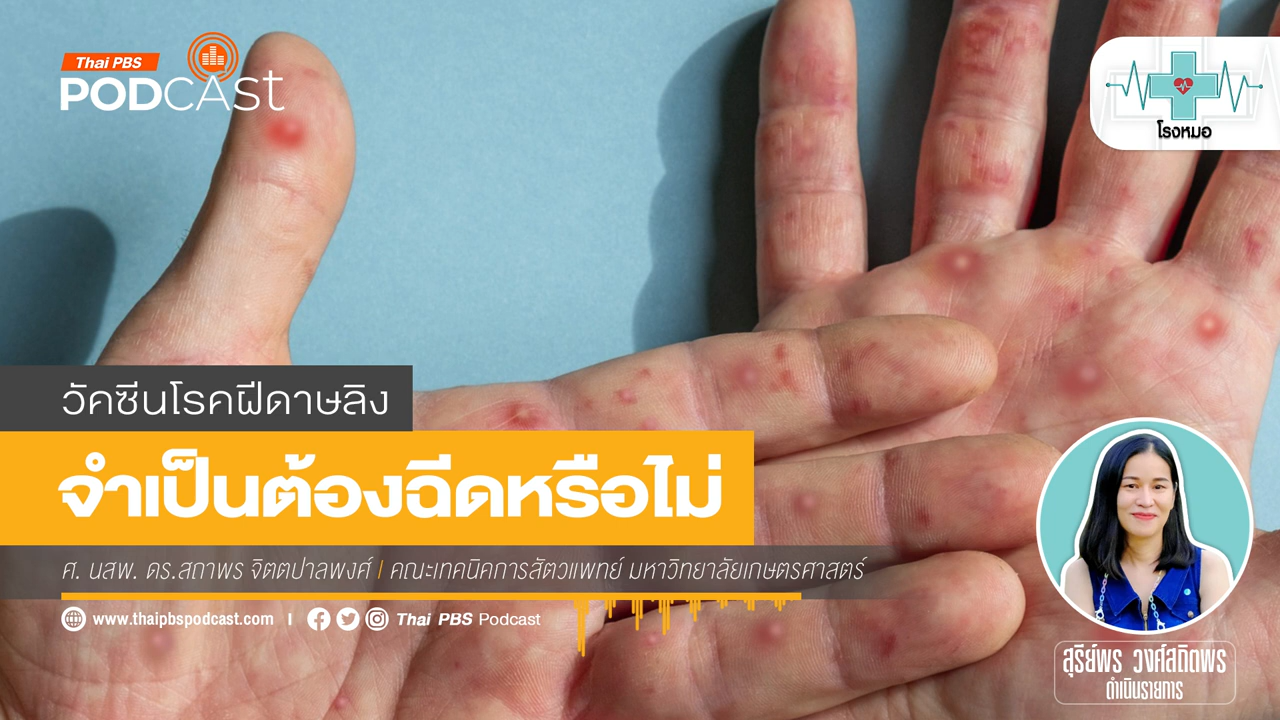 Thai PBS
PODCAST
โรงหมอ
วัคซีนโรคฝีดาษลิง
จำเป็นต้องฉีดหรือไม่
ศ. นสพ. ดร.สถาพร จิตตปาลพงศ์ | คณะเทคนิคการสัตวแพทย์ มหาวิทยาลัยเกษตรศาสตร์
www.thaipbspodcast.com | Thai PBS Podcast
สุรีย์พร วงศ์สถิตพร
ดำเนินรายการ